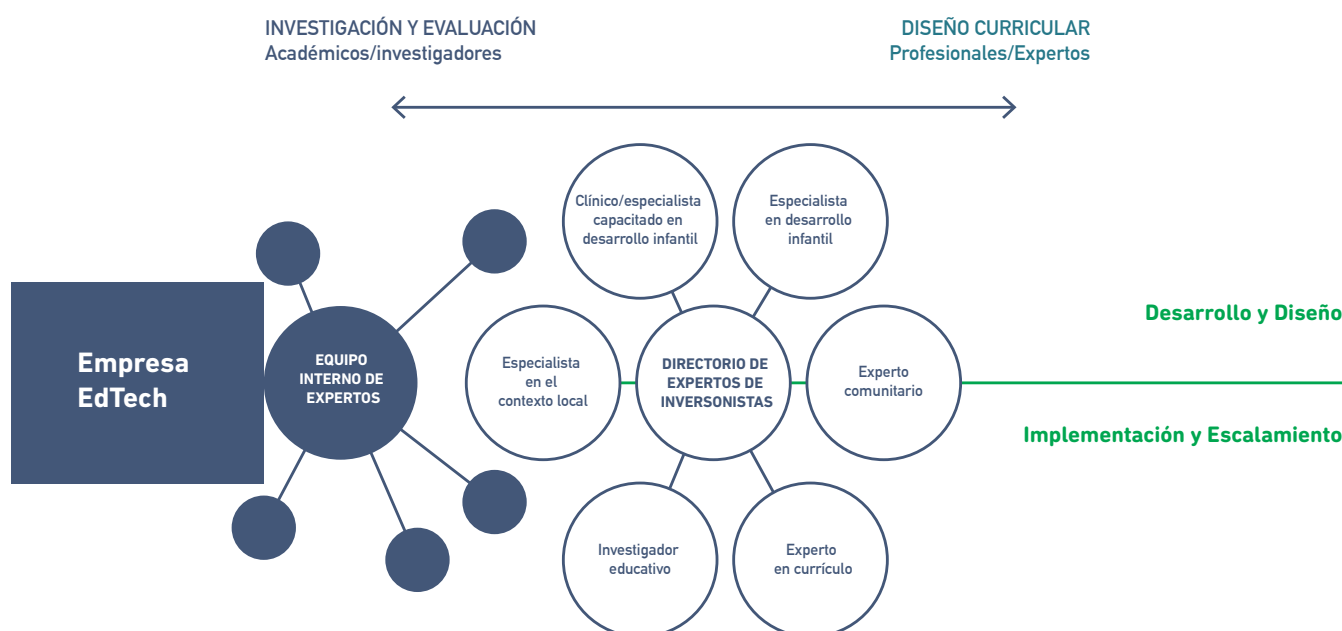 INVESTIGACIÓN Y EVALUACIÓN
Académicos/investigadores
DISEÑO CURRICULAR
Profesionales/Expertos
Clínico/especialista
capacitado en
desarrollo infantil
Especialista
en desarrollo
infantil
Empresa
EdTech
EQUIPO
INTERNO DE
EXPERTOS
Especialista
en el
contexto local
DIRECTORIO DE
EXPERTOS DE
INVERSONISTAS
Experto
comunitario
Desarrollo y Diseño
Implementación y Escalamiento
Investigador
educativo
Experto
en currículo